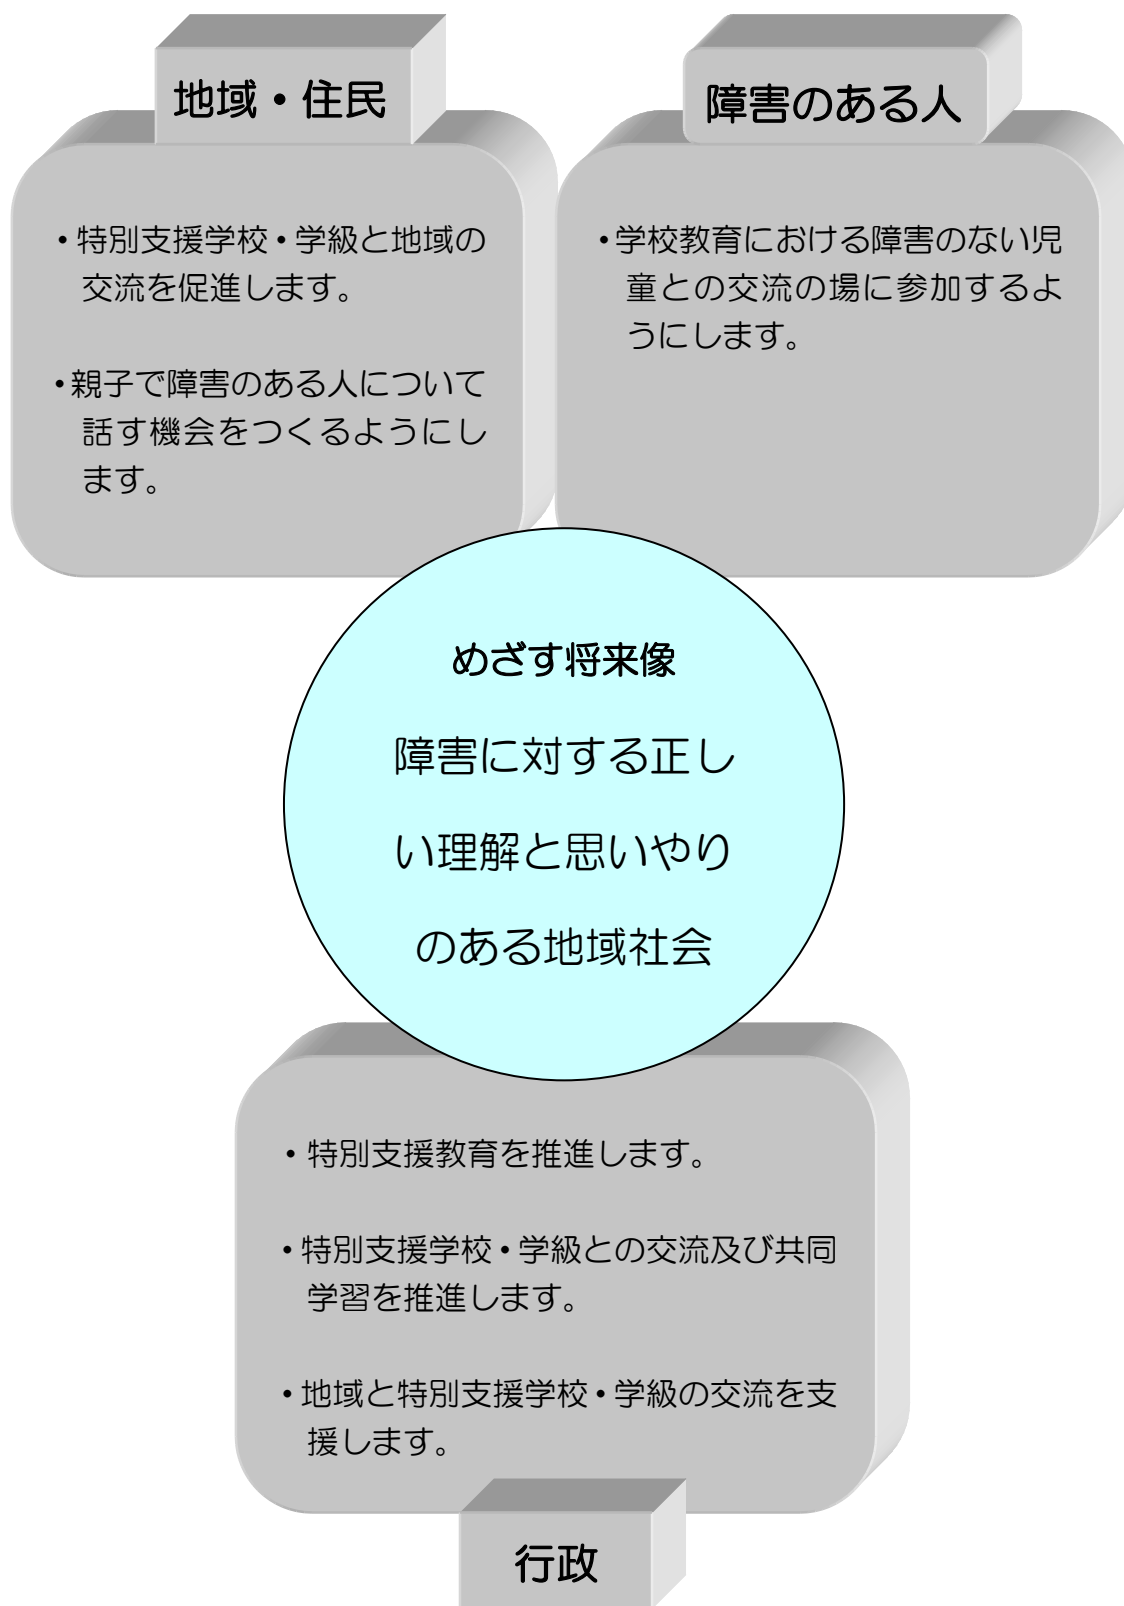 地域・住民
・特別支援学校・学級と地域の
交流を促進します。
・親子で障害のある人について
話す機会をつくるようにし
ます。
障害のある人
・学校教育における障害のない児
童との交流の場に参加するよ
うにします。
めざす将来像
障害に対する正し
い理解と思いやり
のある地域社会
・特別支援教育を推進します。
・特別支援学校・学級との交流及び共同
学習を推進します。
・地域と特別支援学校・学級の交流を支
援します。
行政